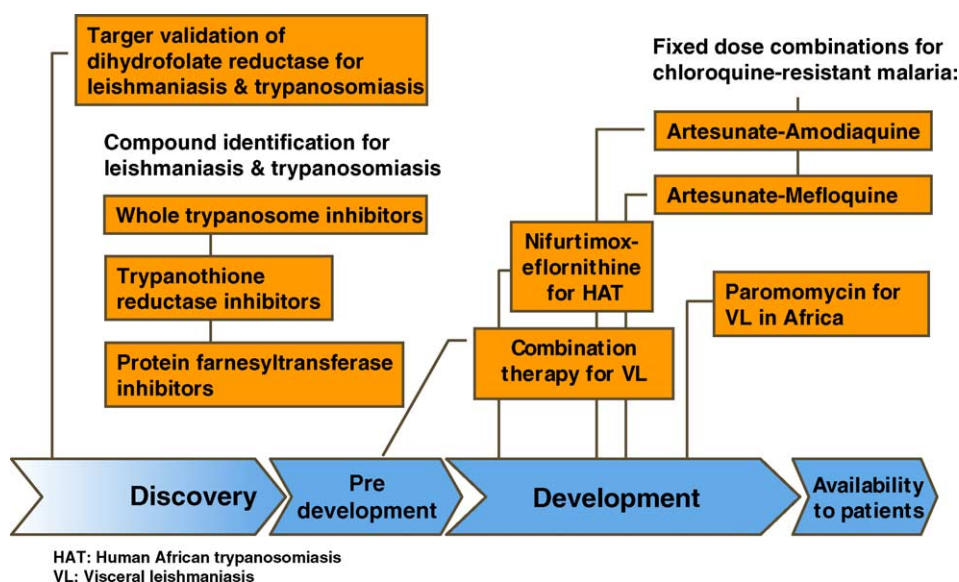 Targer validation of
dihydrofolate reductase for
leishmaniasis & trypanosomiasis
Compound identification for
leishmaniasis & trypanosomiasis
Whole trypanosome inhibitors
Trypanothione
reductase inhibitors
Protein farnesyltransferase
inhibitors
Fixed dose combinations for
chloroquine-resistant malaria:
Artesunate-Amodiaquine
Artesunate-Mefloquine
Nifurtimox-
eflornithine
for HAT
Combination
therapy for VL
Paromomycin for
VL in Africa
Discovery
Pre
development
Development
Availability
to patients
HAT: Human African trypanosomiasis
VL: Visceral leishmaniasis